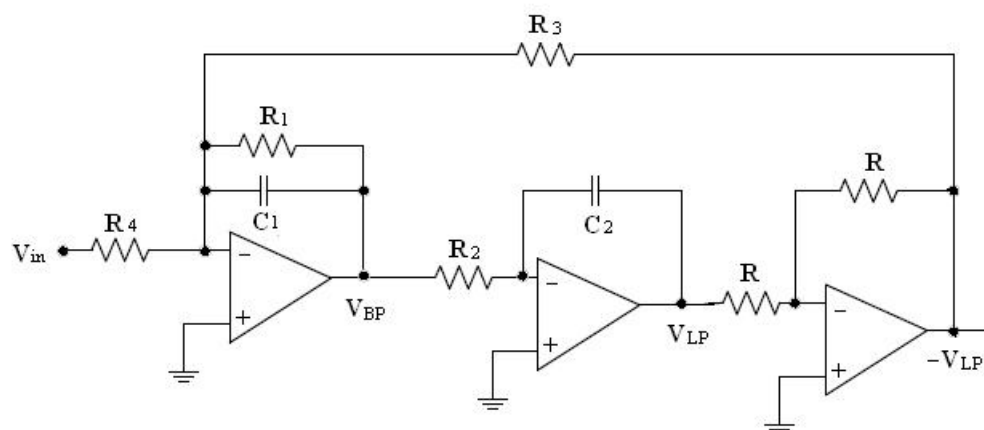 R3
R1
C1
R4
Vin
−
+
VBP
R2
C2
−
+
VLP
R
R
−
+
−VLP